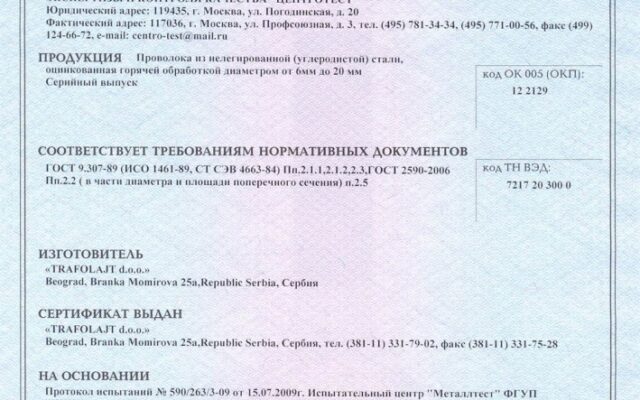 Юридический адрес: 119435, г. Москва, ул. Погодинская, д. 20
Фактический адрес: 117036, г. Москва, ул. Профсоюзная, д. 3, тел. (495) 781-34-34, (495) 771-00-56, факс (499)
124-66-72, e-mail: centro-test@mail.ru
ПРОДУКЦИЯ Проволока из нелегированной (углеродистой) стали,
оцинкованная горячей обработкой диаметром от 6мм до 20 мм
Серийный выпуск
код ОК 005 (ОКП):
12 2129
СООТВЕТСТВУЕТ ТРЕБОВАНИЯМ НОРМАТИВНЫХ ДОКУМЕНТОВ
ГОСТ 9.307-89 (ИСО 1461-89, СТ СЭВ 4663-84) Пп.2.1.1,2.1.2,2.3,ГОСТ 2590-2006
Пп.2.2 ( в части диаметра и площади поперечного сечения) п.2.5
код ТН ВЭД:
7217 20 300 0
ИЗГОТОВИТЕЛЬ
«TRAFOLAJT d.o.o.»
Beograd, Branka Momirova 25a,Republic Serbia, Сербия
СЕРТИФИКАТ ВЫДАН
«TRAFOLAJT d.o.o.»
Beograd, Branka Momirova 25a,Republic Serbia, Сербия, тел. (381-11) 331-79-02, факс (381-11) 331-75-28
НА ОСНОВАНИИ
Протокол испытаний № 590/263/3-09 от 15.07.2009г. Испытательный центр "Металлтест" ФГУП